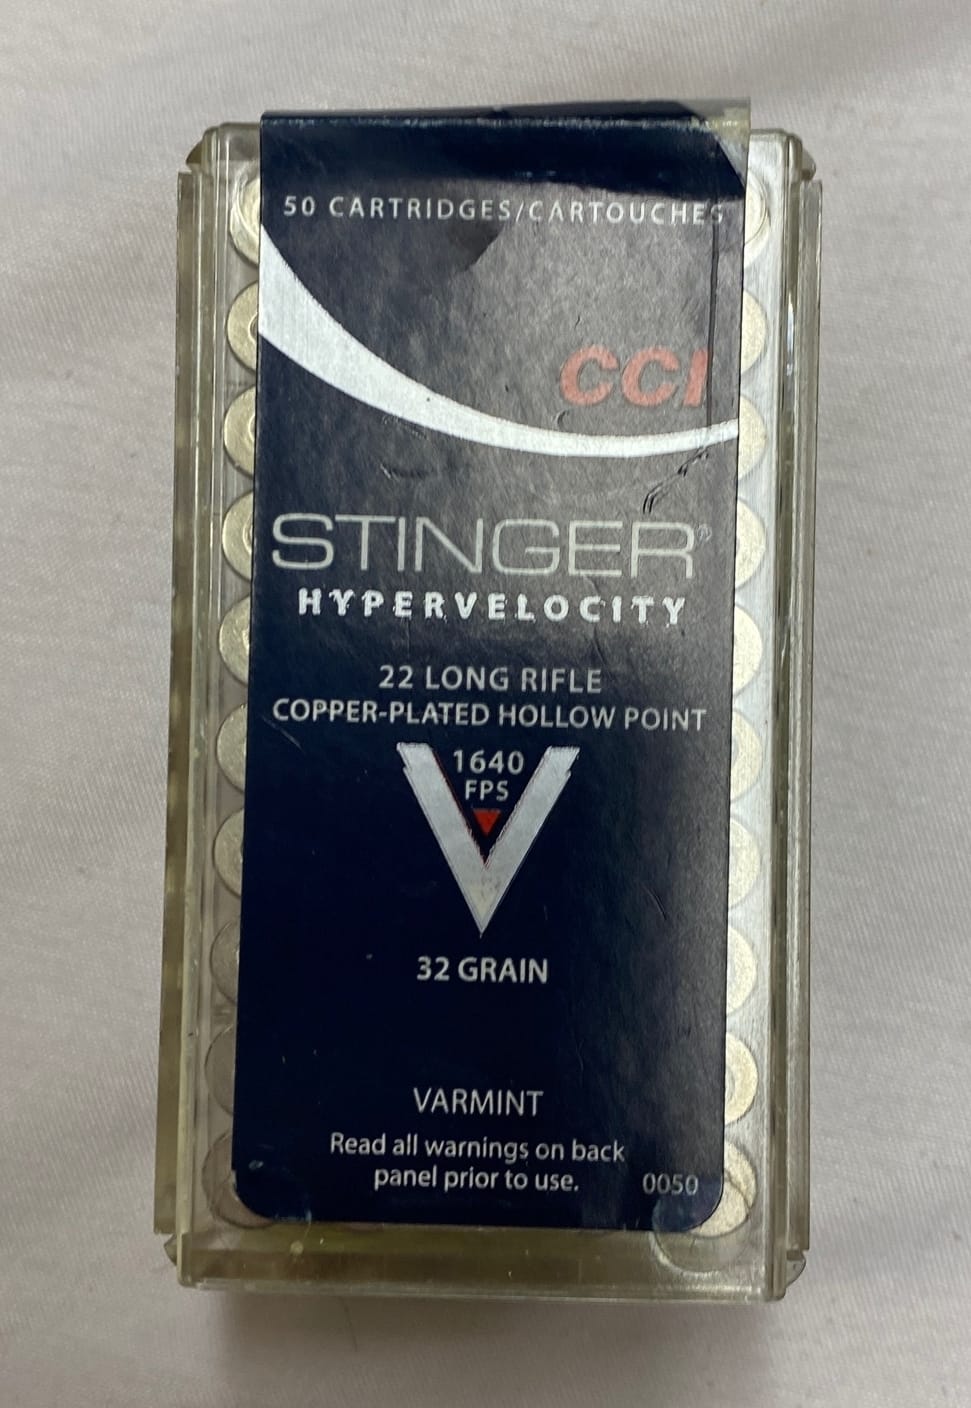 50 CARTRIDGES/CARTOUCHES
CCI
STINGER®
HYPERVELOCITY
22 LONG RIFLE
COPPER-PLATED HOLLOW POINT
1640
FPS
32 GRAIN
VARMINT
Read all warnings on back
panel prior to use.
0050